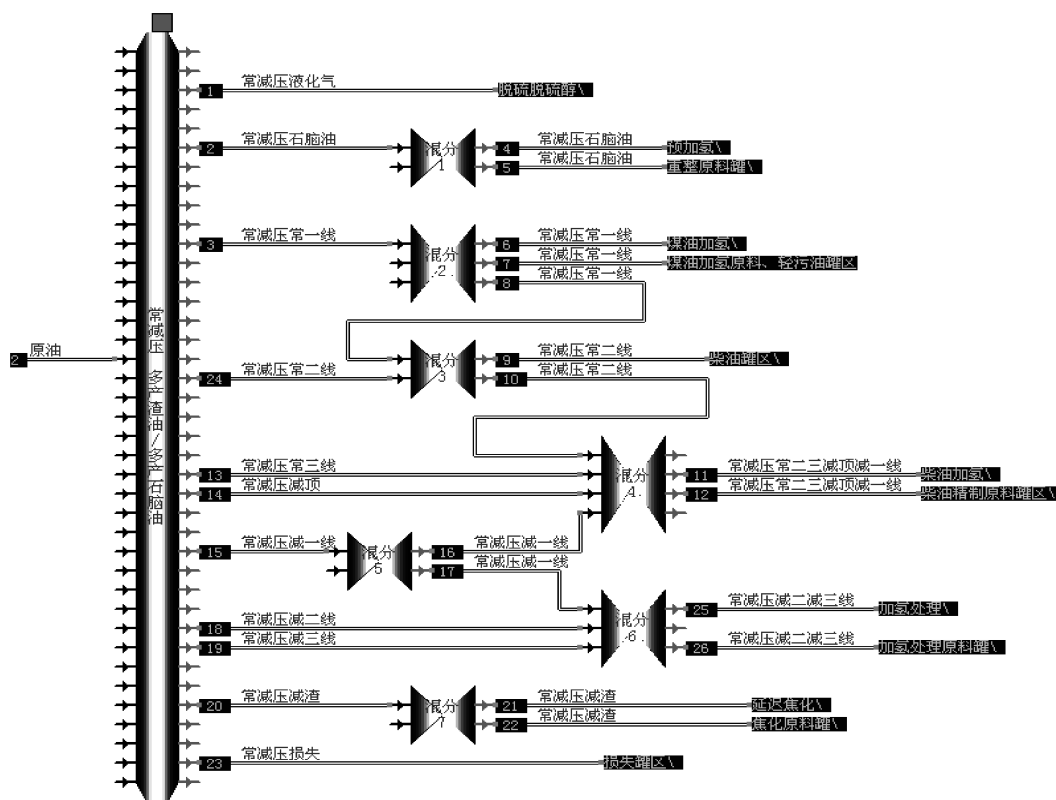 1 常减压液化气 脱硫脱硫醇\
2 常减压石脑油 混分 1 4 常减压石脑油 预加氢\
5 常减压石脑油 重整原料罐\
3 常减压常一线 混分 2 6 常减压常一线 煤油加氢\
7 常减压常一线 煤油加氢原料、轻污油罐区
8 常减压常一线
2 原油
常减压 多产渣油/多产石脑油
混分 3 9 常减压常二线 柴油罐区\
24 常减压常二线 10 常减压常二线
13 常减压常三线 混分 4 11 常减压常二三减顶减一线 柴油加氢\
14 常减压减顶 12 常减压常二三减顶减一线 柴油精制原料罐区\
15 常减压减一线 混分 5 16 常减压减一线
17 常减压减一线
混分 6 25 常减压减二减三线 加氢处理\
18 常减压减二线
19 常减压减三线 26 常减压减二减三线 加氢处理原料罐\
20 常减压减渣 混分 7 21 常减压减渣 延迟焦化\
22 常减压减渣 焦化原料罐\
23 常减压损失 损失罐区\